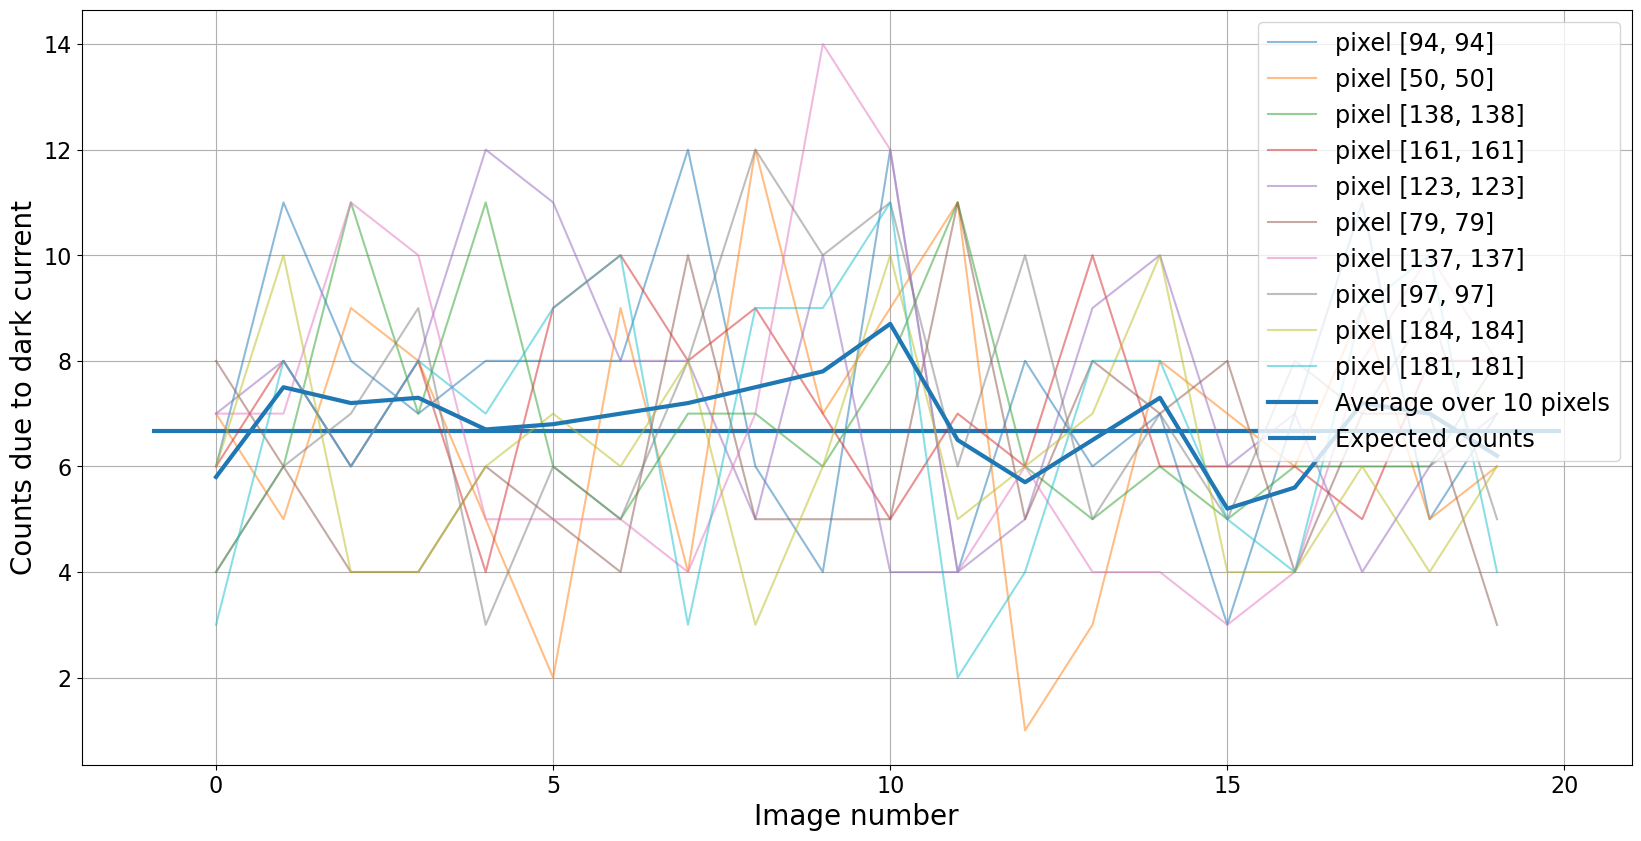 14
12
10
8
6
4
2
Counts due to dark current
0 5 10 15 20
Image number
pixel [94, 94]
pixel [50, 50]
pixel [138, 138]
pixel [161, 161]
pixel [123, 123]
pixel [79, 79]
pixel [137, 137]
pixel [97, 97]
pixel [184, 184]
pixel [181, 181]
Average over 10 pixels
Expected counts